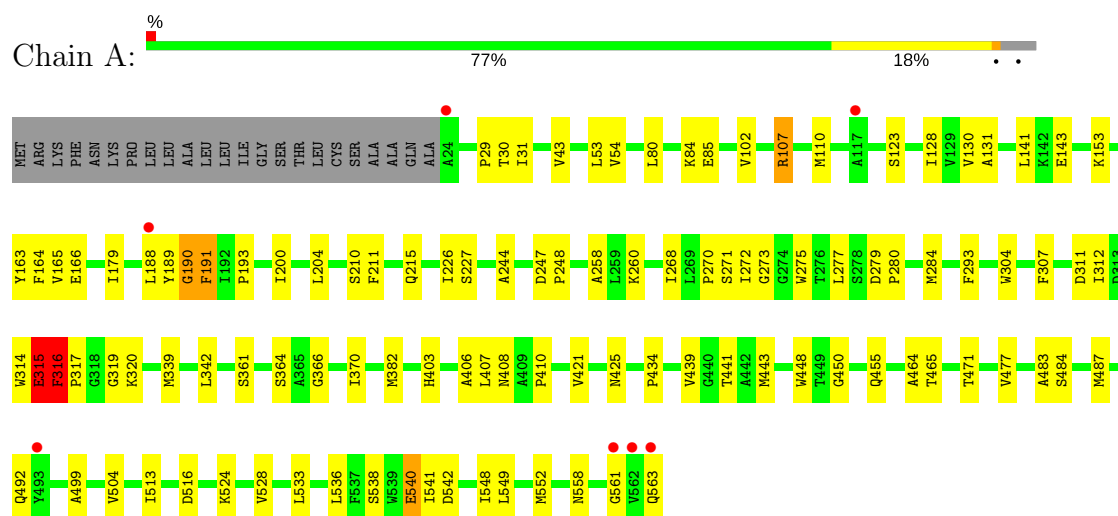 %
Chain A:
77% 18% • •
MET ARG LYS PHE ASN LYS PRO LEU LEU ALA LEU LEU ILE GLY SER THR LEU CYS SER ALA ALA GLN ALA A24 P29 T30 I31 V43 L53 V54 L80 K84 E85 V102 R107 M110 A117 S123 I128 V129 V130 A131 L141 K142 E143 K153
Y163 F164 V165 E166 I179 L188 Y189 G190 F191 I192 P193 I200 L204 S210 F211 Q215 I226 S227 A244 D247 P248 A258 L259 K260 I268 L269 P270 S271 I272 G273 G274 W275 T276 L277 S278 D279 P280 M284 F293 W304 F307 D311 I312 P313
W314 E315 F316 P317 G318 G319 K320 M339 L342 S361 S364 A365 G366 I370 M382 H403 A406 L407 N408 A409 P410 V421 N425 P434 V439 G440 T441 A442 M443 W448 T449 G450 Q455 A464 T465 T471 V477 A483 S484 M487
Q492 Y493 A499 V504 I513 D516 K524 V528 L533 L536 F537 S538 W539 E540 I541 D542 I548 L549 M552 N558 G561 V562 Q563